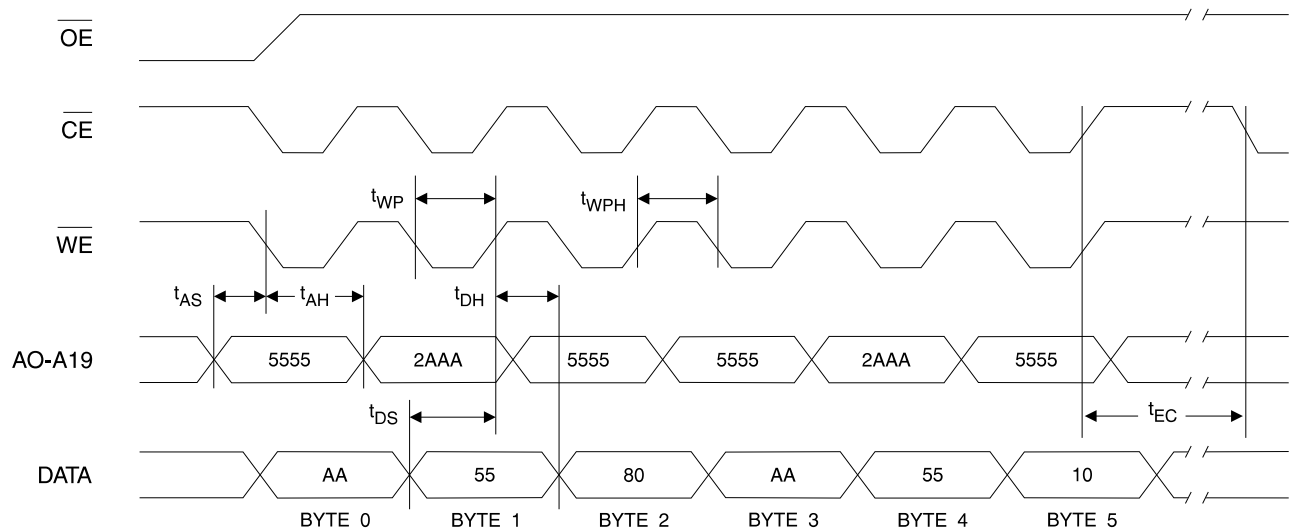 OE
CE
tWP
tWPH
WE
tAS
tAH
tDH
AO-A19
5555 2AAA 5555 5555 2AAA 5555
tDS
tEC
DATA
AA 55 80 AA 55 10
BYTE 0 BYTE 1 BYTE 2 BYTE 3 BYTE 4 BYTE 5